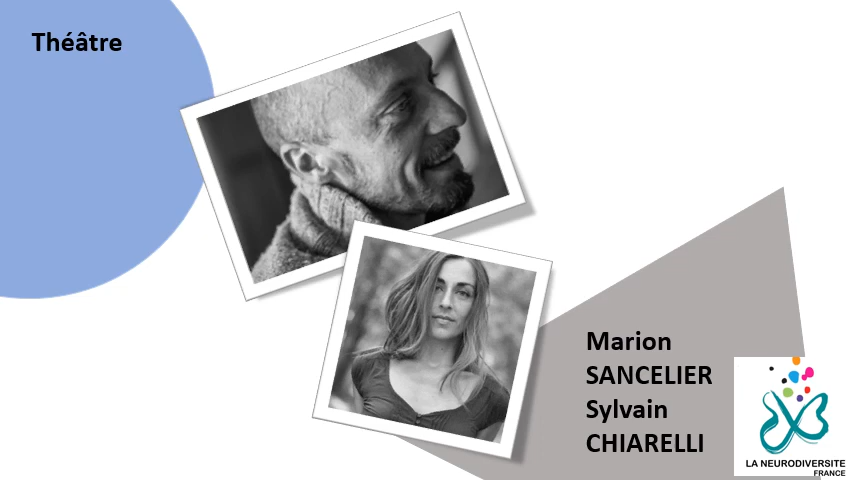 Théâtre
Marion
SANCELIER
Sylvain
CHIARELLI
LA NEURODIVERSITE
FRANCE